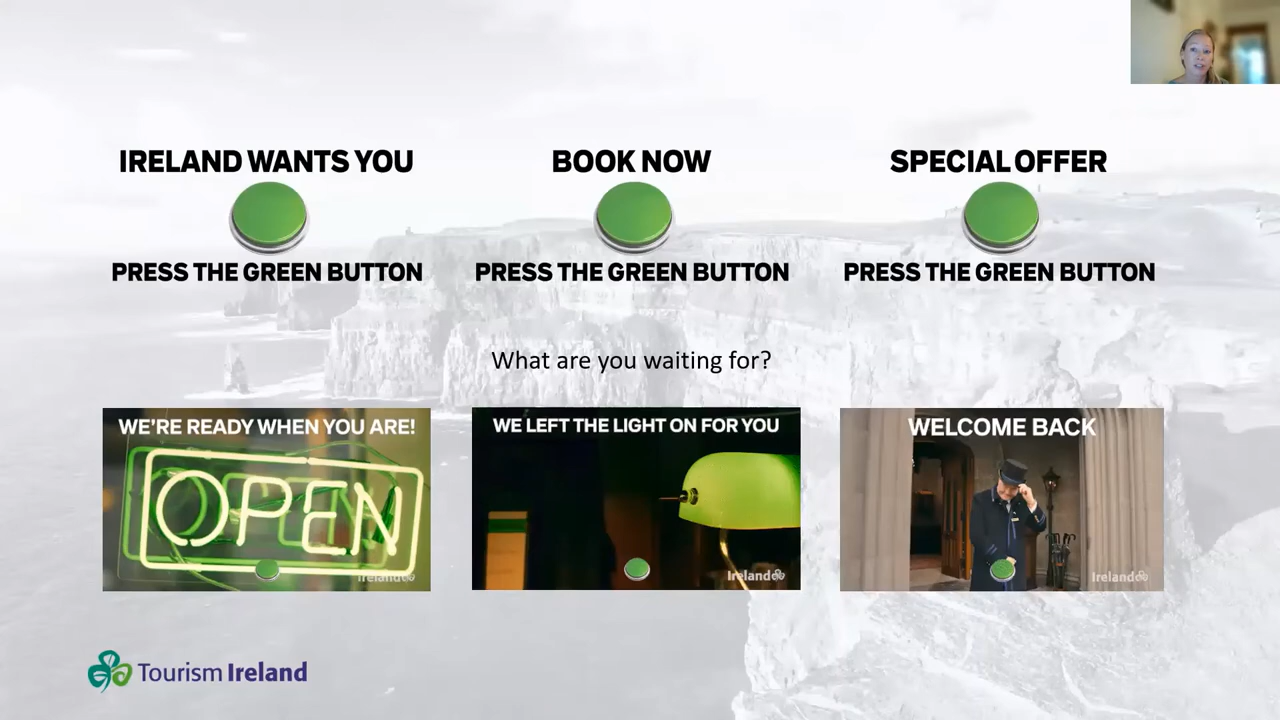 IRELAND WANTS YOU
PRESS THE GREEN BUTTON
BOOK NOW
PRESS THE GREEN BUTTON
SPECIAL OFFER
PRESS THE GREEN BUTTON
What are you waiting for?
WE'RE READY WHEN YOU ARE!
OPEN
Ireland
WE LEFT THE LIGHT ON FOR YOU
Ireland
WELCOME BACK
Ireland
Tourism Ireland